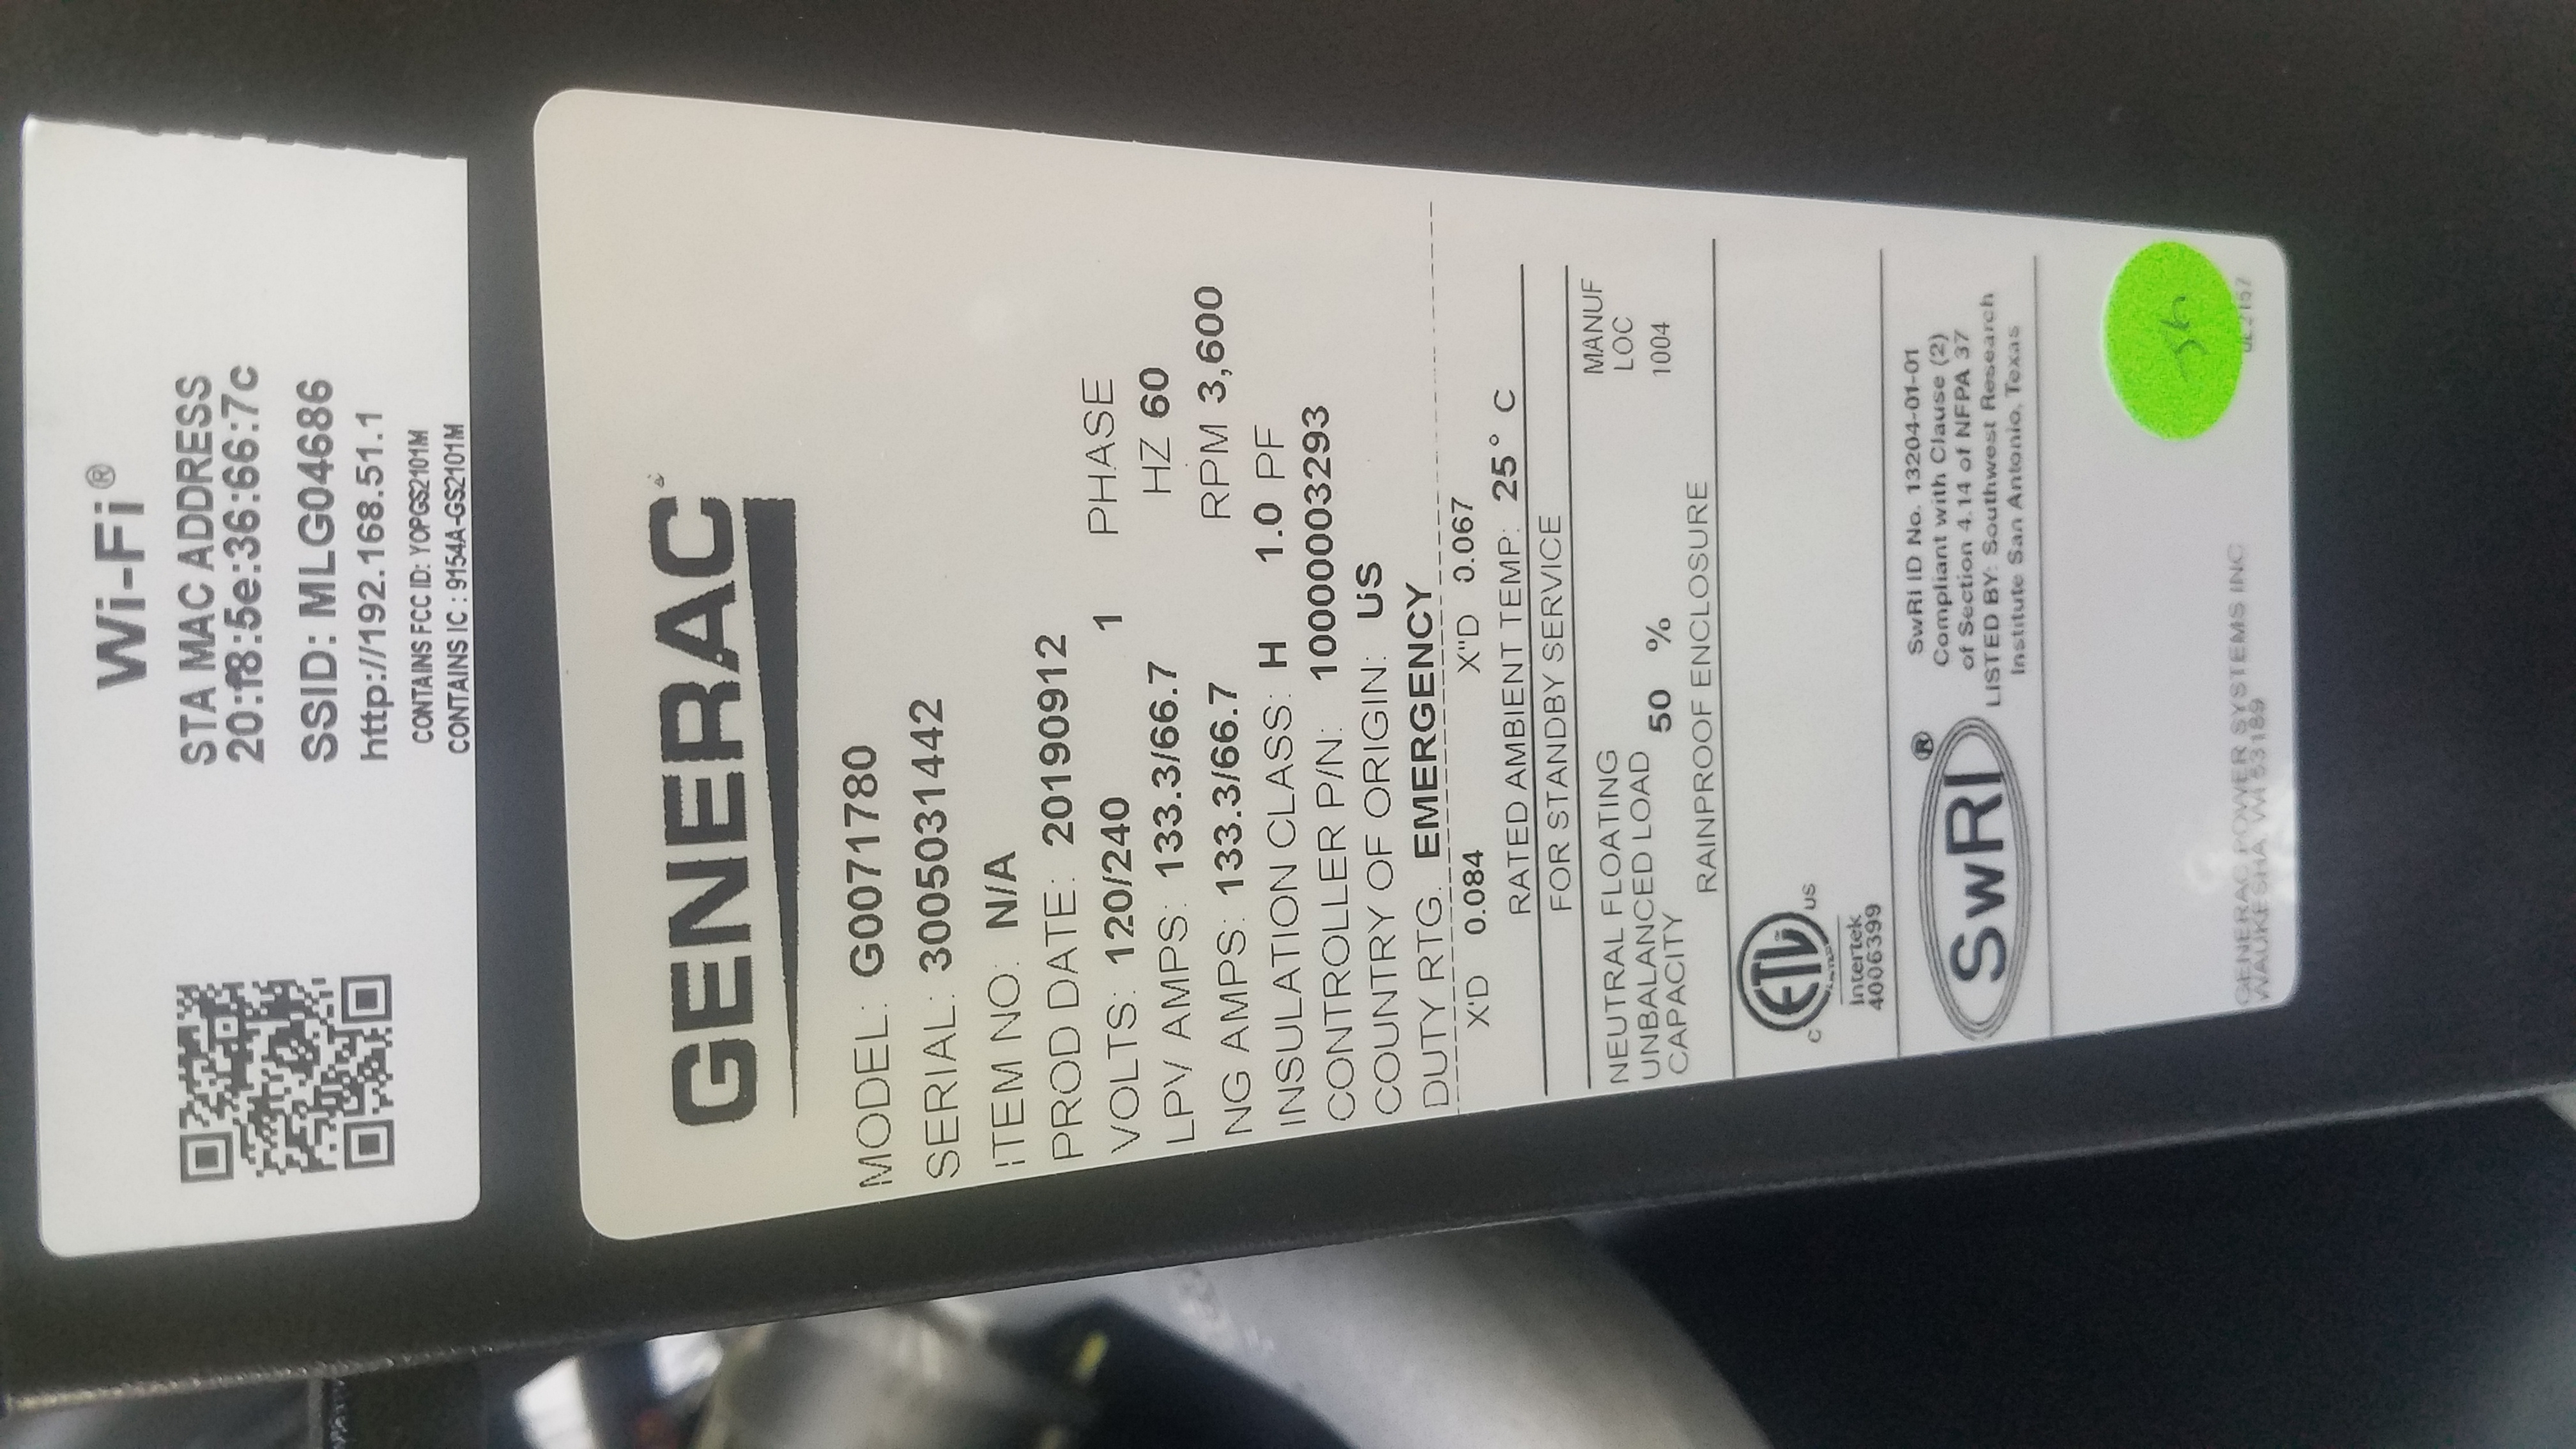 Wi-Fi®
STA MAC ADDRESS
20:f8:5e:36:66:7c
SSID: MLG04686
http://192.168.51.1
CONTAINS FCC ID: YOPGS2101M
CONTAINS IC : 9154A-GS2101M
GENERAC
MODEL: G0071780
SERIAL: 3005031442
ITEM NO: N/A
PROD DATE: 20190912
VOLTS: 120/240 1 PHASE
LPV AMPS: 133.3/66.7 HZ 60
NG AMPS: 133.3/66.7 RPM 3,600
INSULATION CLASS: H 1.0 PF
CONTROLLER P/N: 10000003293
COUNTRY OF ORIGIN: US
DUTY RTG. EMERGENCY
X'D 0.084 X"D 0.067
RATED AMBIENT TEMP: 25° C
FOR STANDBY SERVICE
NEUTRAL FLOATING
UNBALANCED LOAD
CAPACITY 50 %
MANUF
LOC
1004
RAINPROOF ENCLOSURE
C ETL US
LISTED
Intertek
4006399
SwRI®
SwRI ID No. 13204-01-01
Compliant with Clause (2)
of Section 4.14 of NFPA 37
LISTED BY: Southwest Research
Institute San Antonio, Texas
GENERAC POWER SYSTEMS INC
WAUKESHA, WI 53189